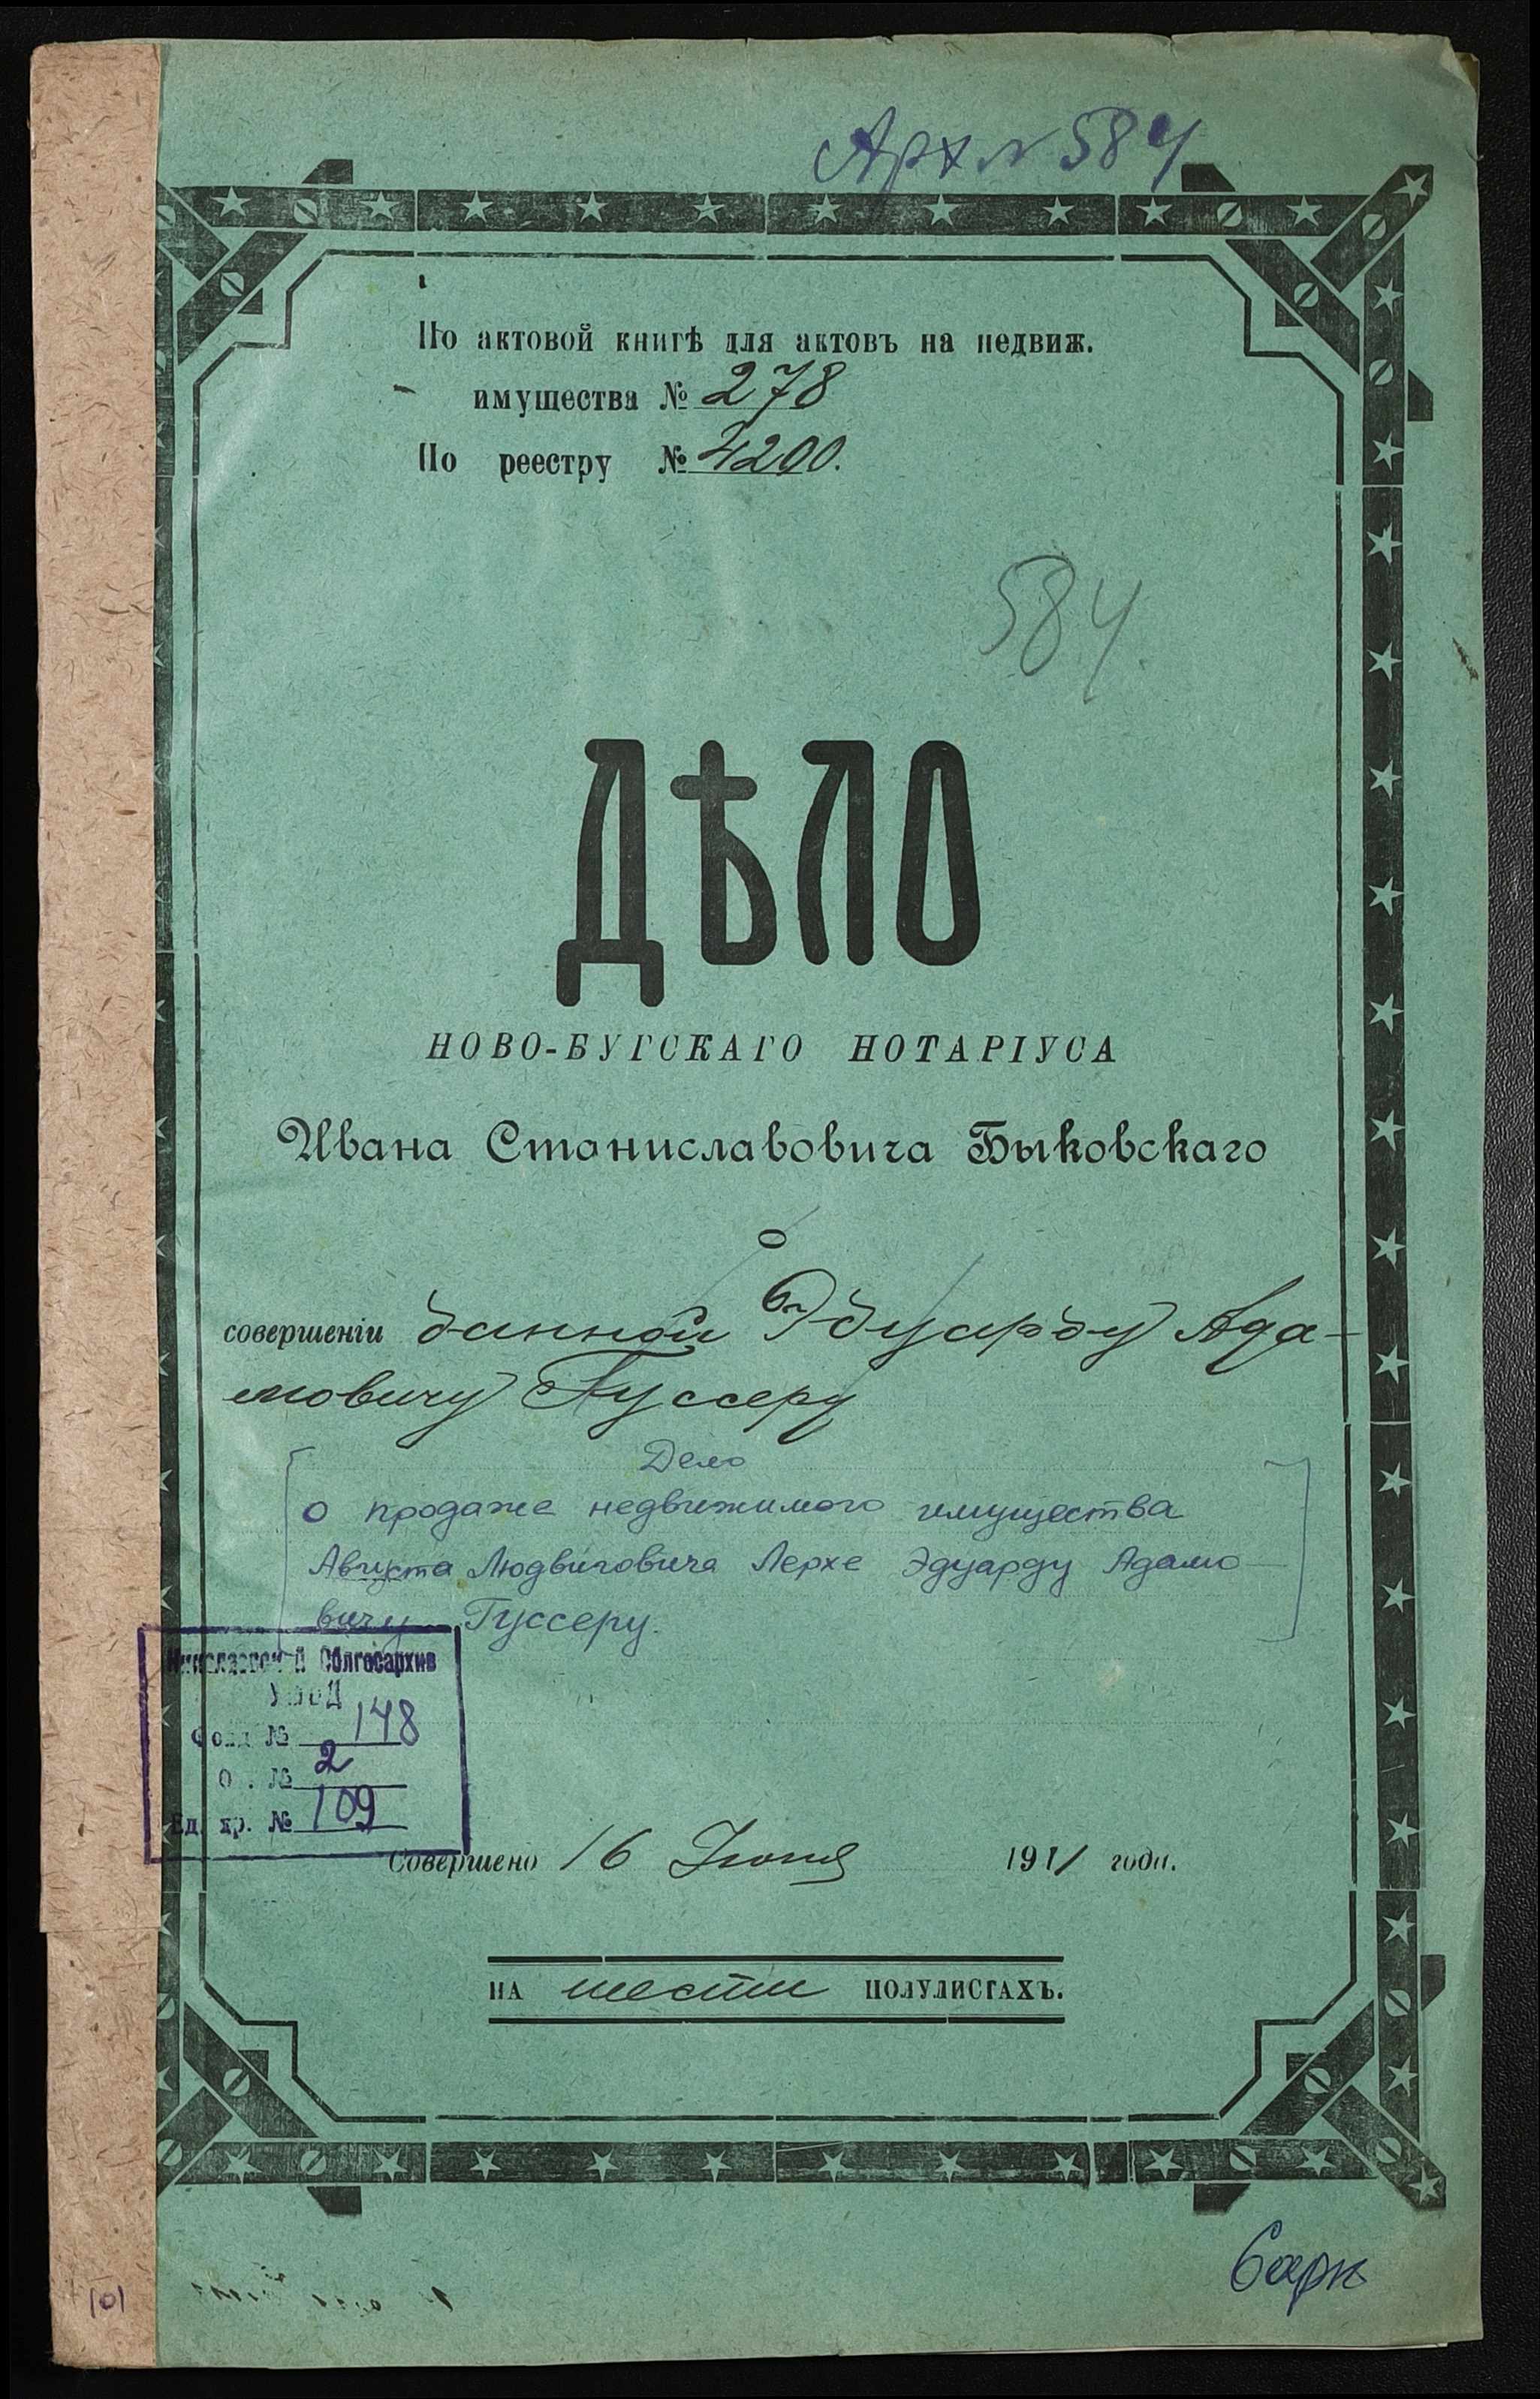 Арх № 584
По актовой книгѣ для актовъ на недвиж.
имущества № 278
По реестру № 4200.
584.
ДѢЛО
НОВО-БУГСКАГО НОТАРІУСА
Ивана Станиславовича Быковскаго
о
совершеніи данной Эдуарду Ада-
мовичу Гуссеру
Дело
о продаже недвижимого имущества
Августа Людвиговича Лерхе Эдуарду Адамо-
вичу Гуссеру.
Николаевский Облгосархив
Фонд № 148
Оп. № 2
Ед. хр. № 109
Совершено 16 Июня 1911 года.
НА шести ПОЛУЛИСТАХЪ.
101